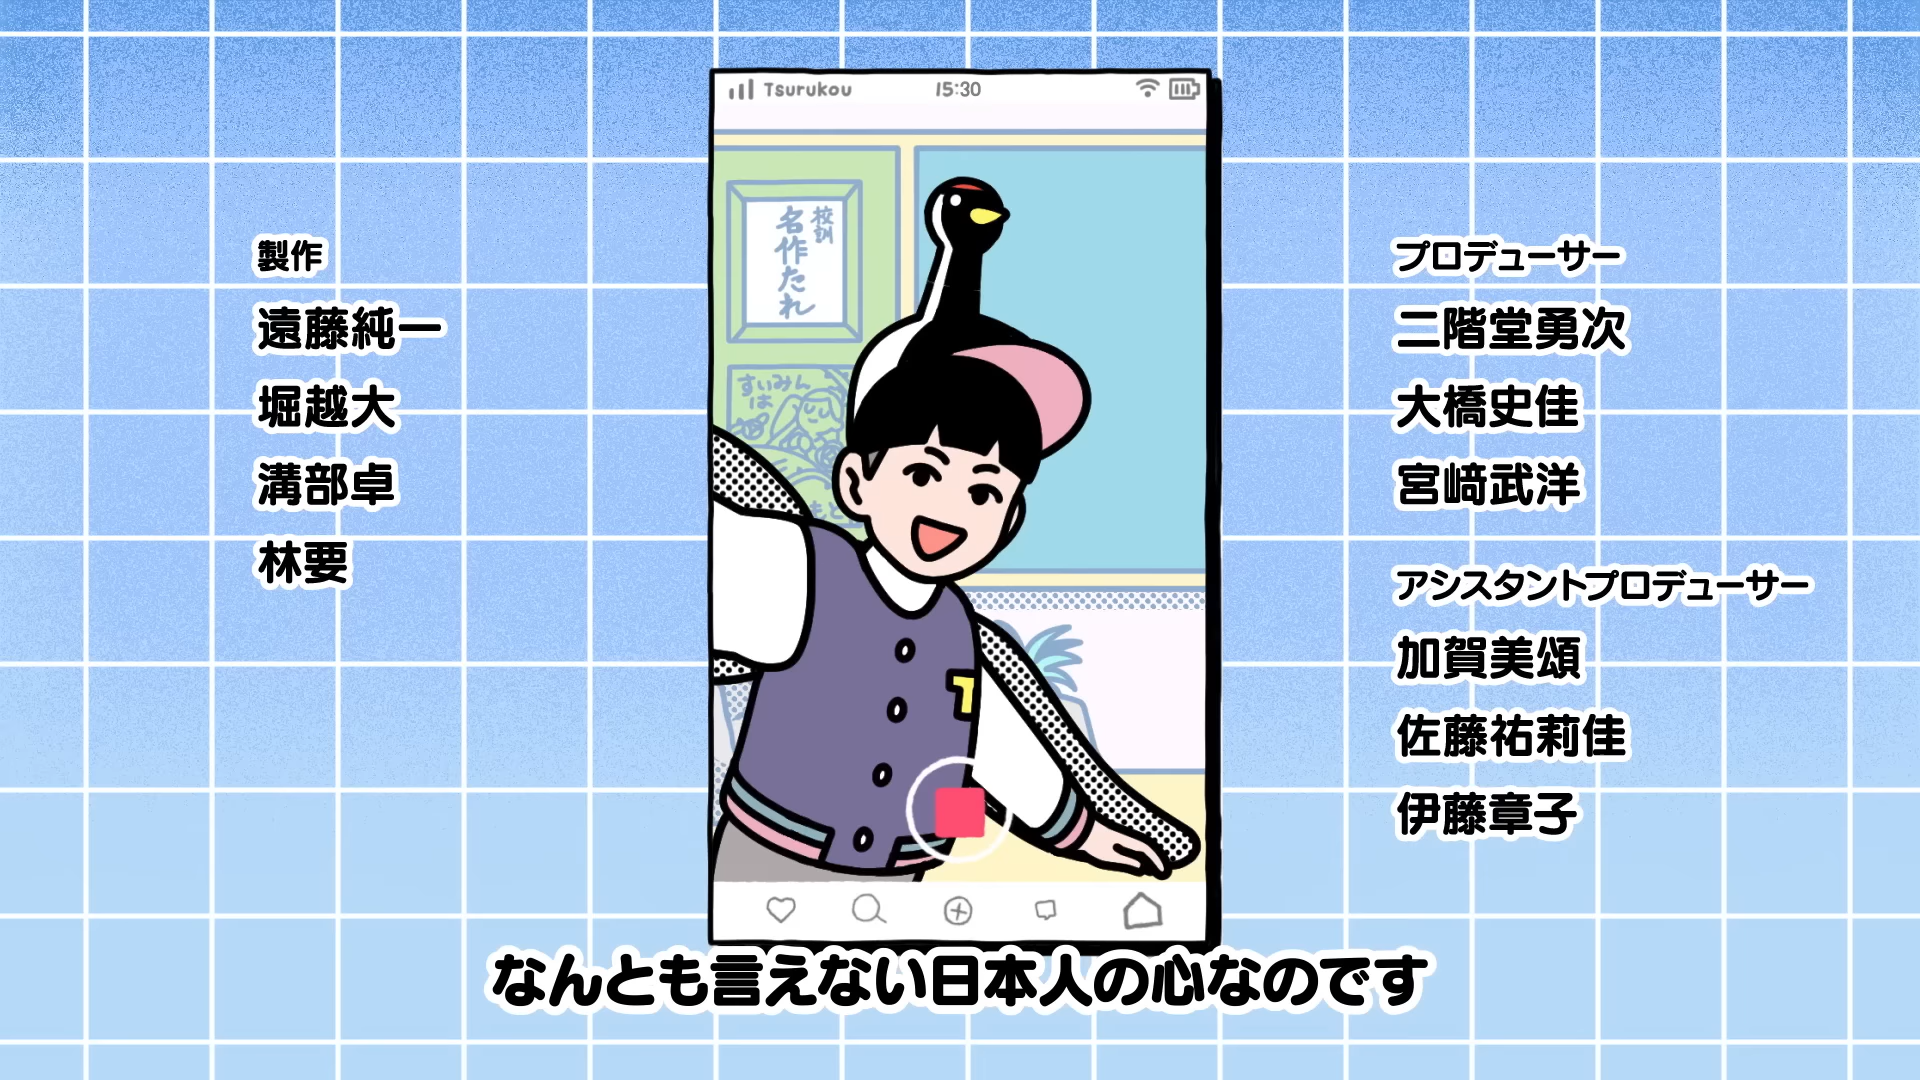 製作
遠藤純一
堀越大
溝部卓
林要
Tsurukou
15:30
校訓
名作たれ
すいみん
は
T
プロデューサー
二階堂勇次
大橋史佳
宮﨑武洋
アシスタントプロデューサー
加賀美頌
佐藤祐莉佳
伊藤章子
なんとも言えない日本人の心なのです